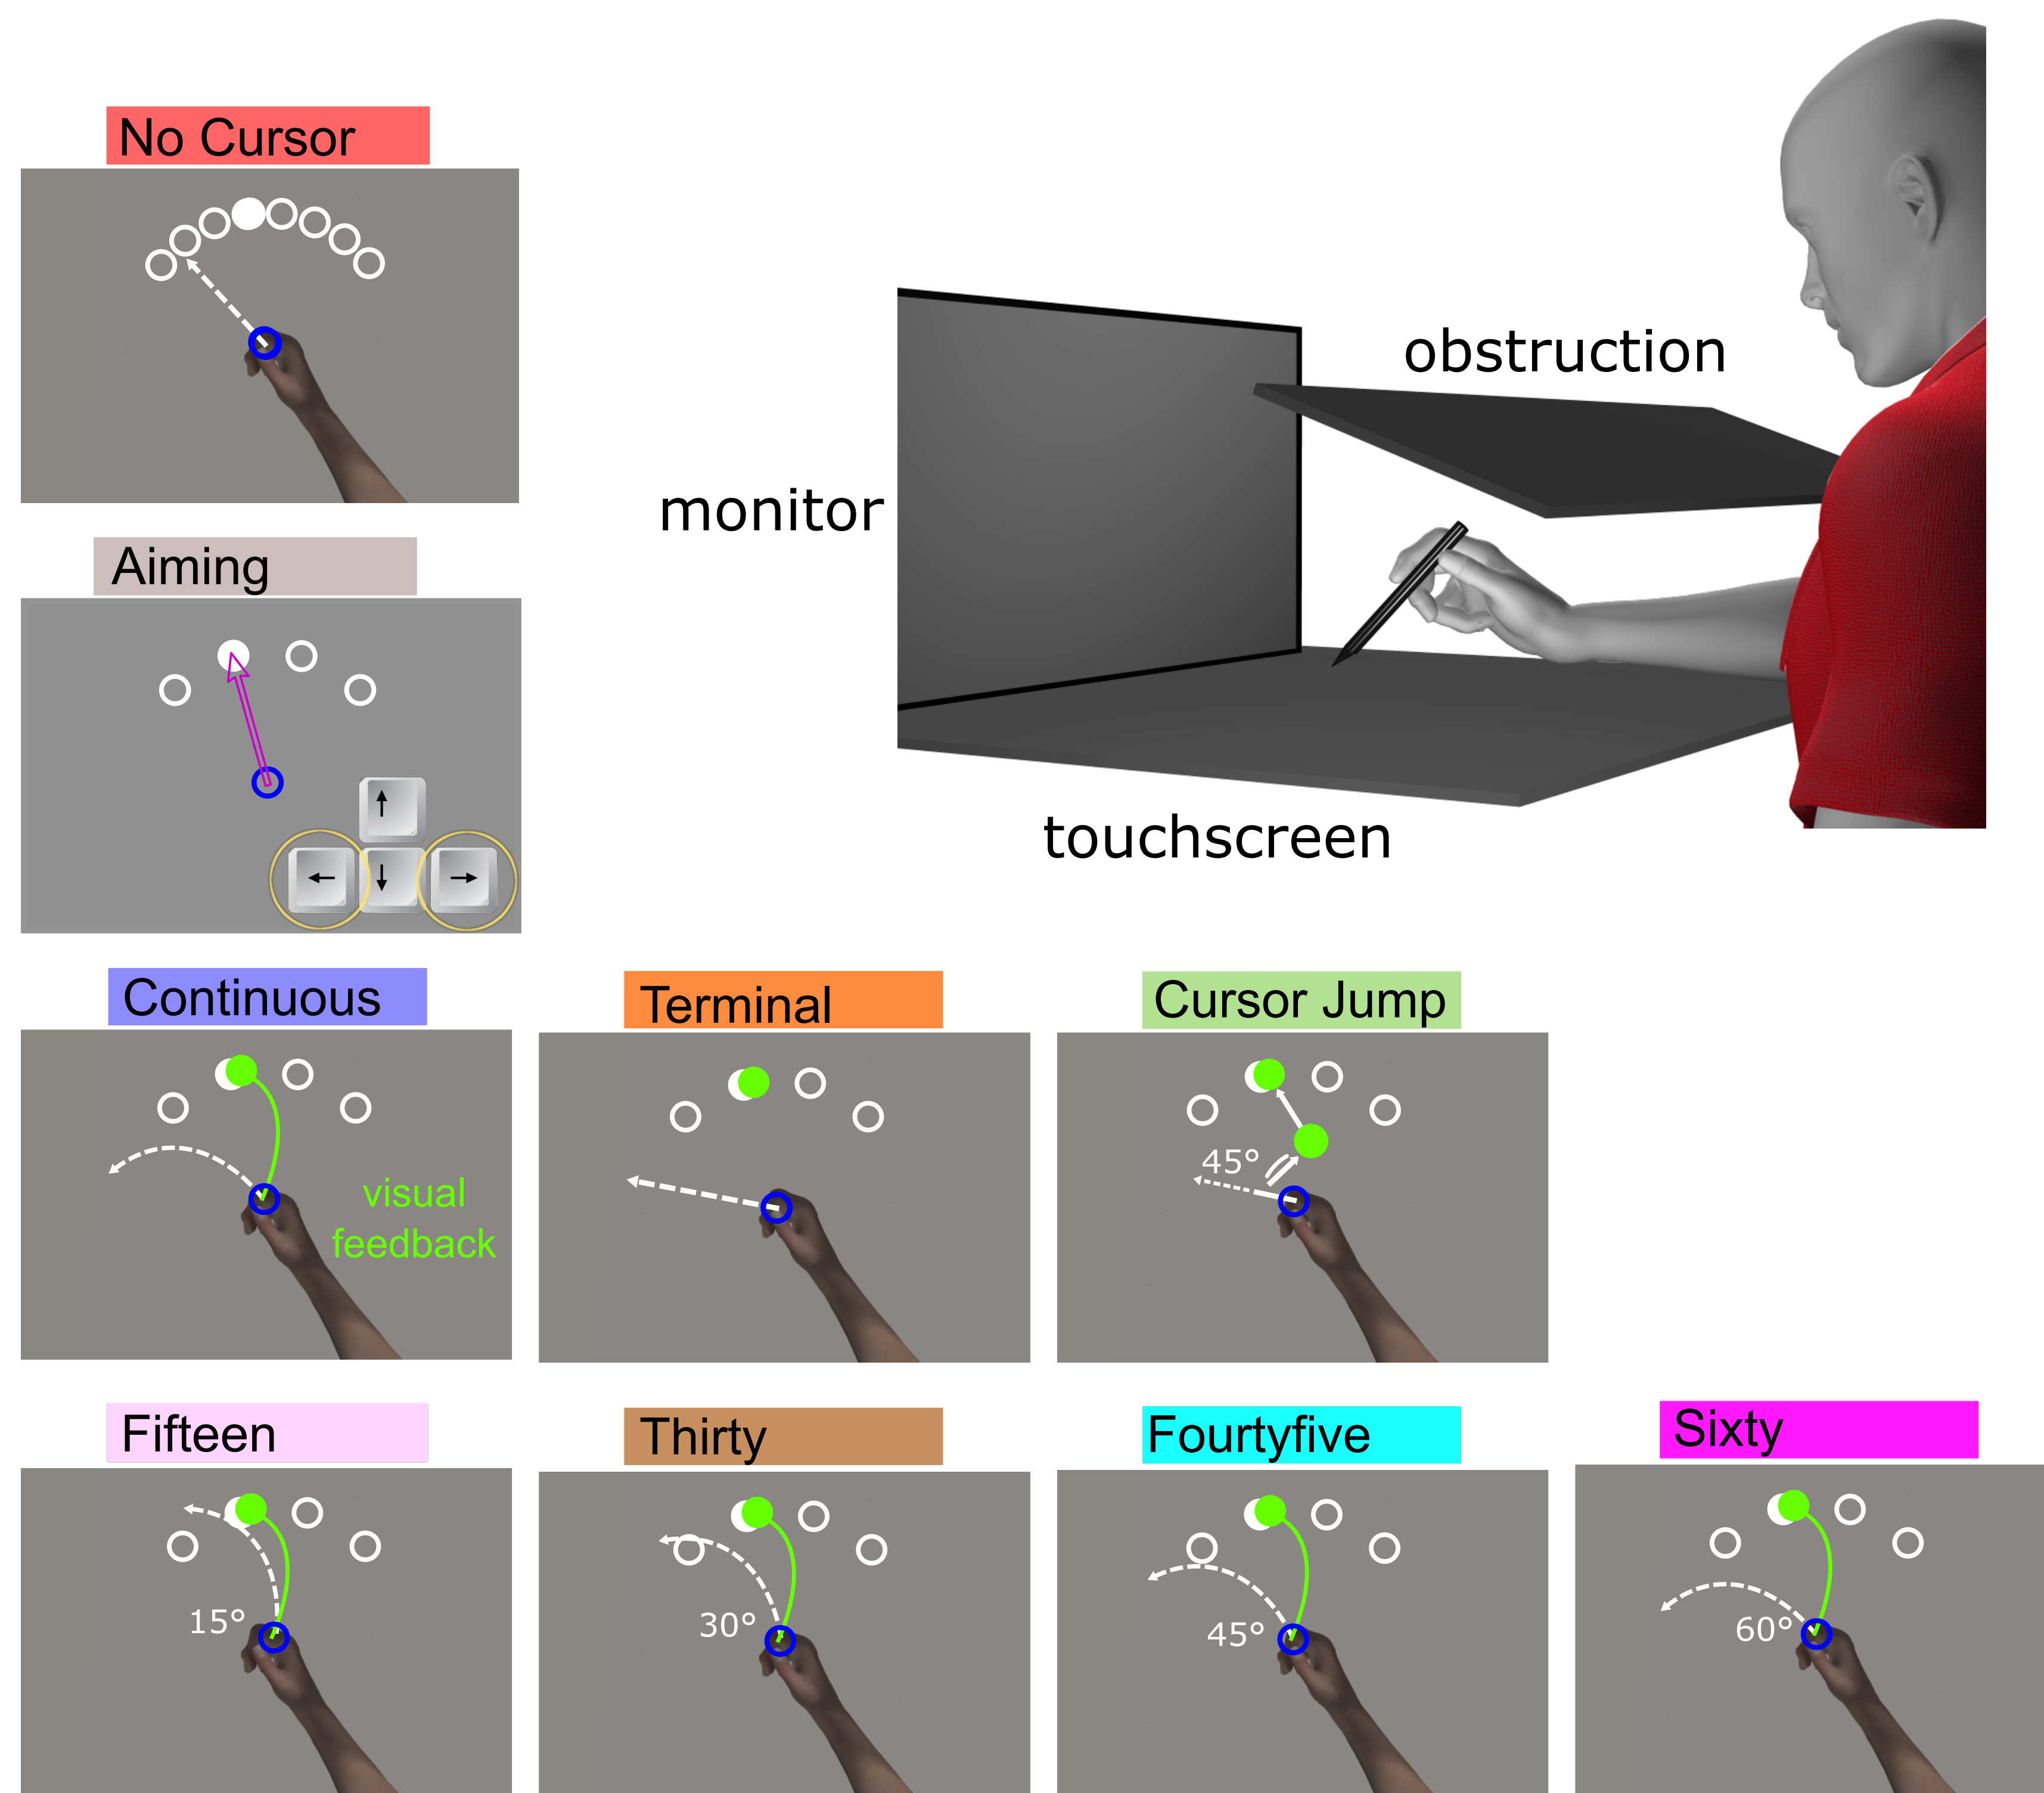 No Cursor
obstruction
monitor
Aiming
touchscreen
Continuous
Terminal
Cursor Jump
45°
visual
feedback
Fifteen
Thirty
Fourtyfive
Sixty
15°
30°
45°
60°